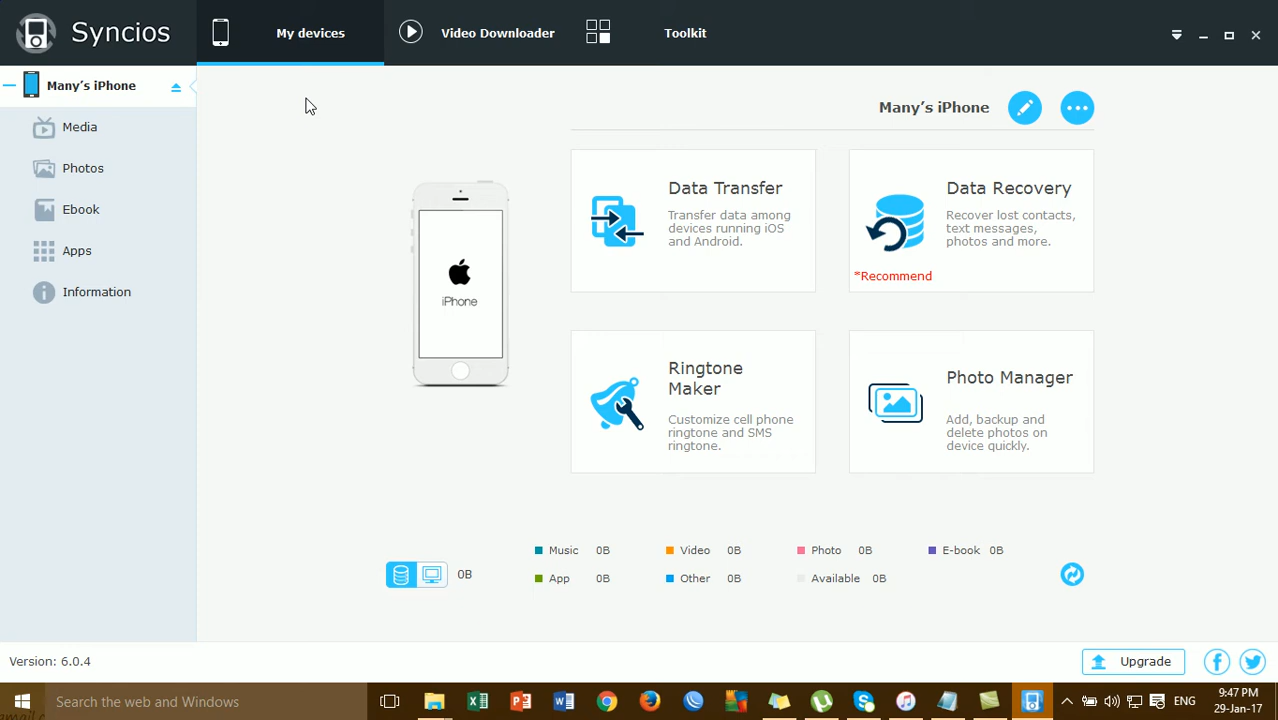 Syncios
My devices
Video Downloader
Toolkit
Many's iPhone
Media
Photos
Ebook
Apps
Information
Many's iPhone
iPhone
Data Transfer
Transfer data among
devices running iOS
and Android.
Data Recovery
Recover lost contacts,
text messages,
photos and more.
*Recommend
Ringtone
Maker
Customize cell phone
ringtone and SMS
ringtone.
Photo Manager
Add, backup and
delete photos on
device quickly.
0B
Music 0B
Video 0B
Photo 0B
E-book 0B
App 0B
Other 0B
Available 0B
Version: 6.0.4
Upgrade
Search the web and Windows
ENG
9:47 PM
29-Jan-17